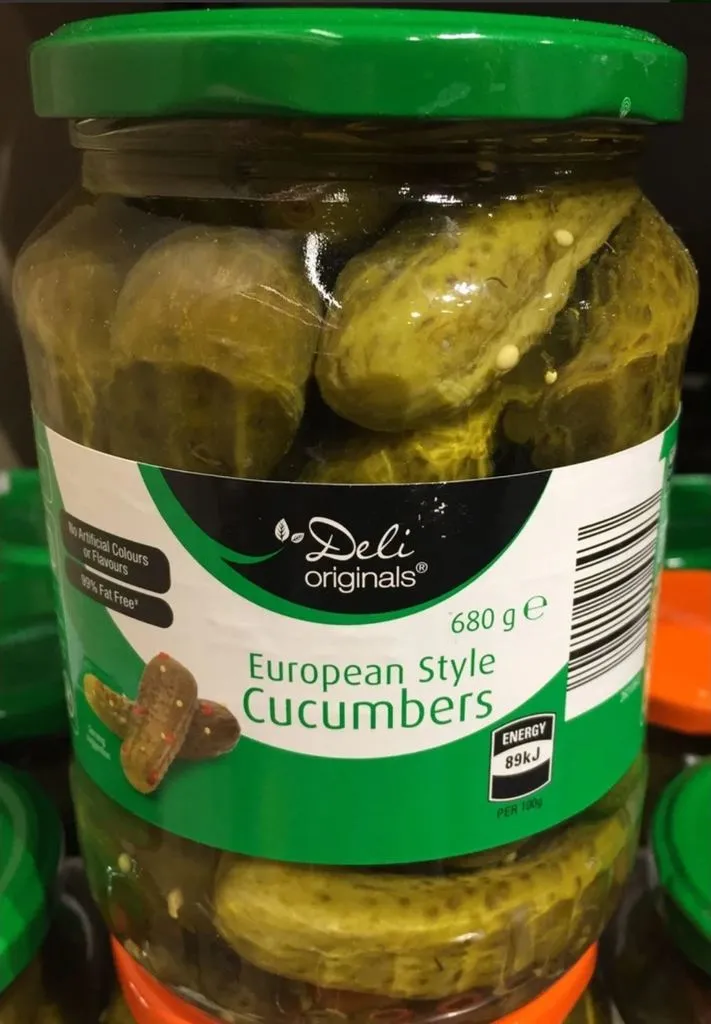 No Artificial Colours
or Flavours
99% Fat Free*
Deli
originals®
680 g ℮
European Style
Cucumbers
ENERGY
89kJ
PER 100g